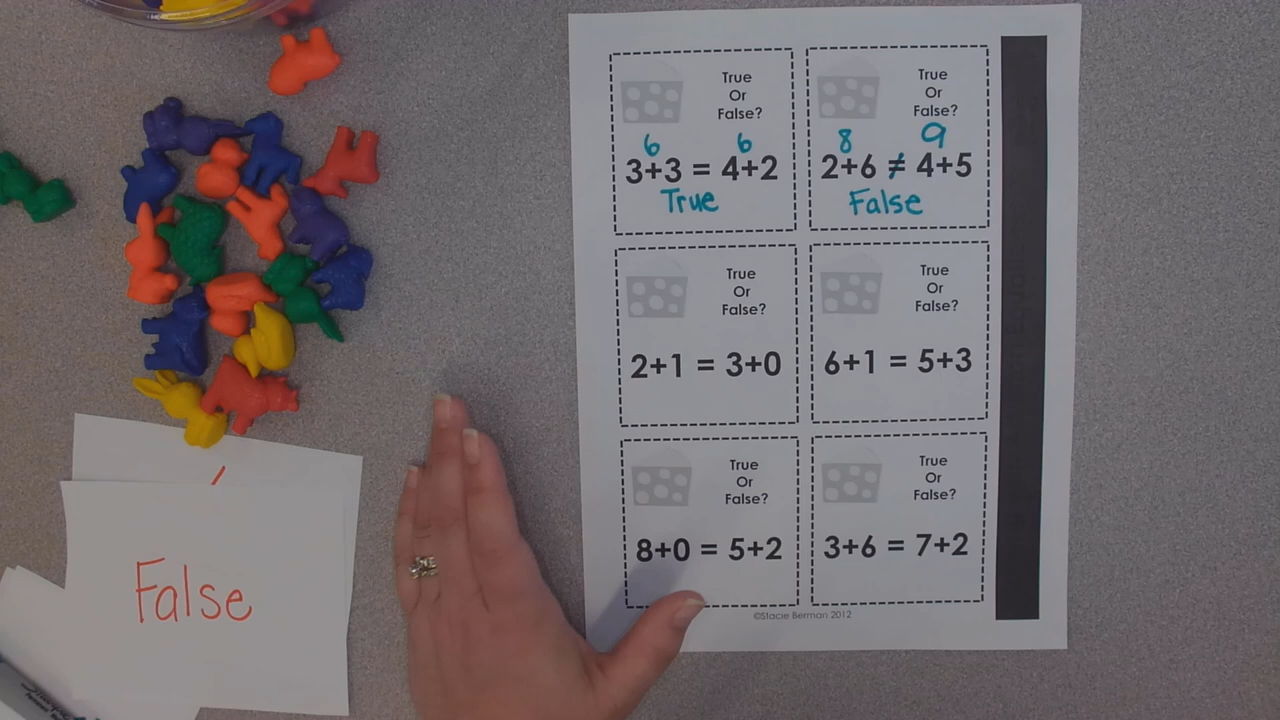 True
Or
False?
6 6
3+3 = 4+2
True
True
Or
False?
8 9
2+6 ≠ 4+5
False
True
Or
False?
2+1 = 3+0
True
Or
False?
6+1 = 5+3
True
Or
False?
8+0 = 5+2
True
Or
False?
3+6 = 7+2
©Stacie Berman 2012
False